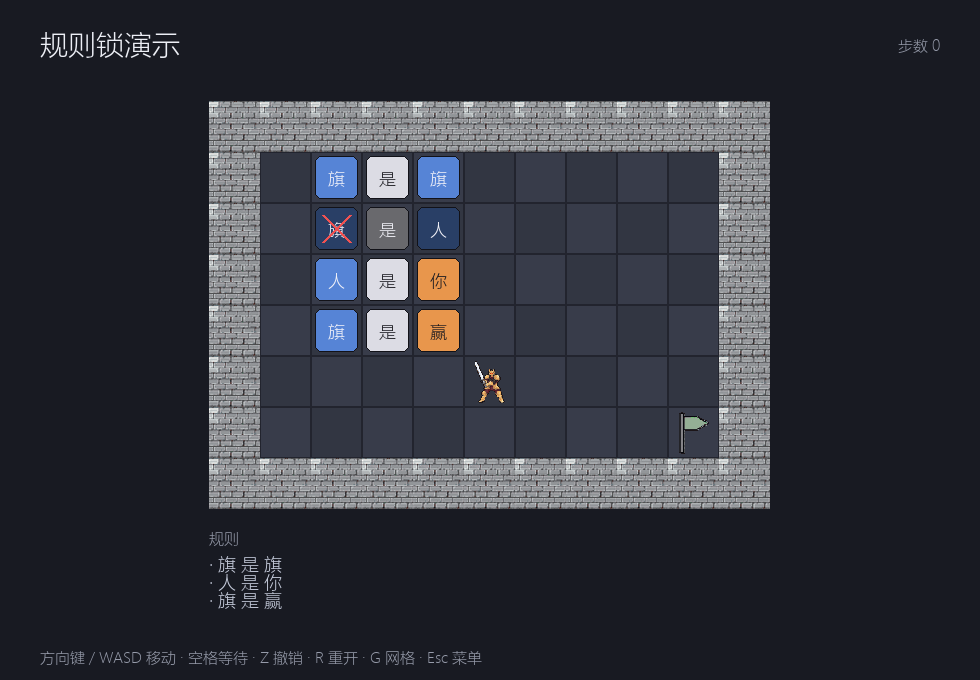 规则锁演示
步数 0
旗 是 旗
旗 是 人
人 是 你
旗 是 赢
规则
· 旗 是 旗
· 人 是 你
· 旗 是 赢
方向键 / WASD 移动 · 空格等待 · Z 撤销 · R 重开 · G 网格 · Esc 菜单